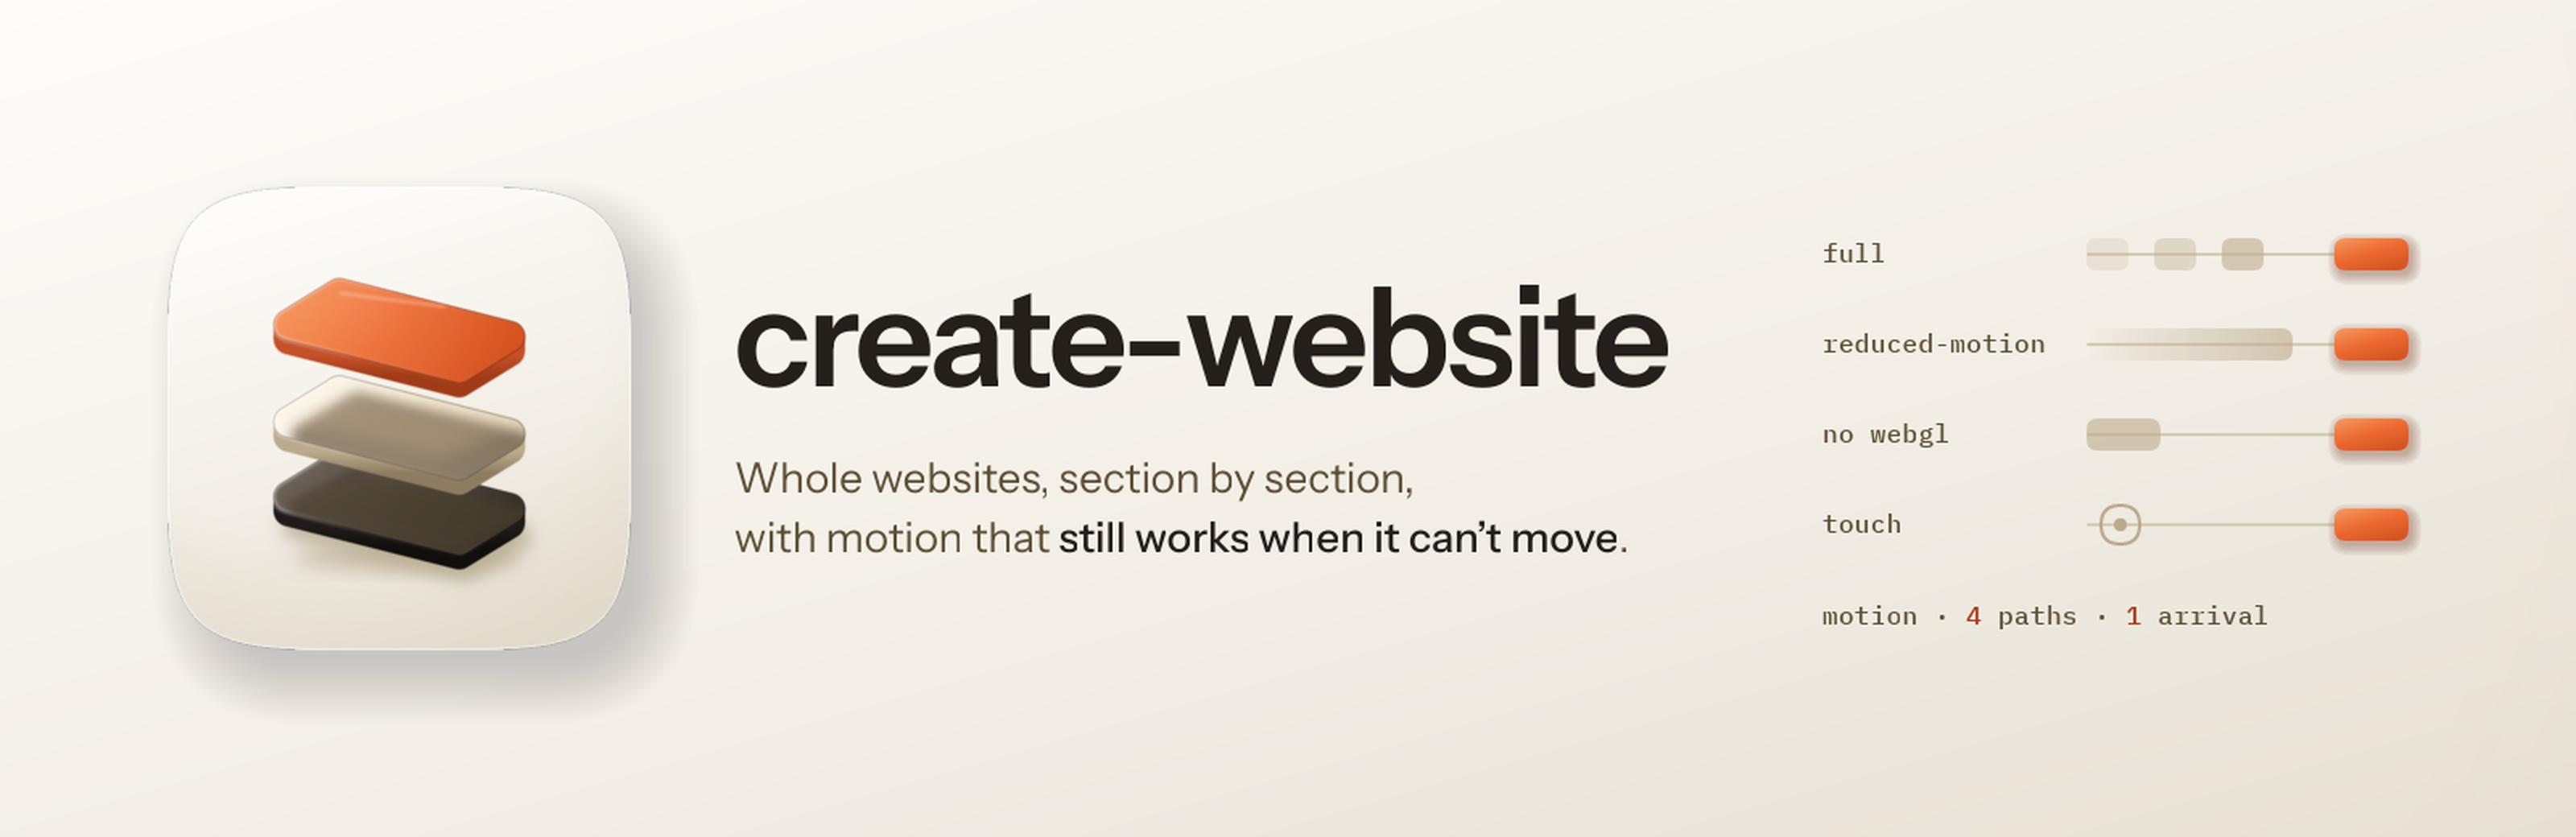 create-website
Whole websites, section by section,
with motion that still works when it can’t move.
full
reduced-motion
no webgl
touch
motion · 4 paths · 1 arrival